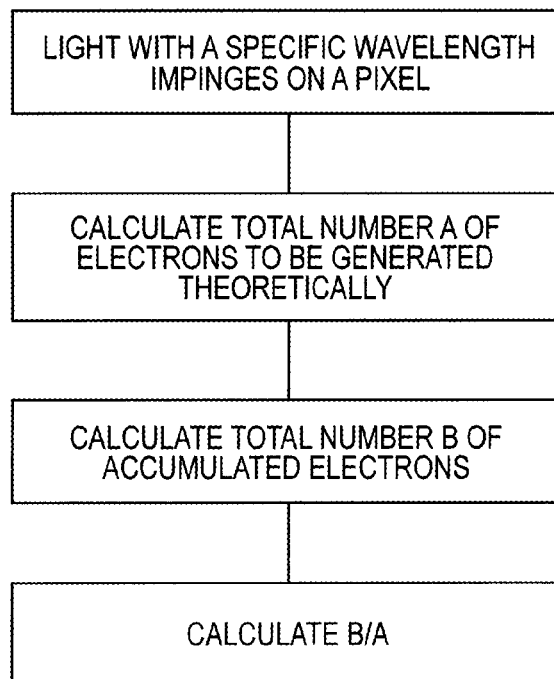 LIGHT WITH A SPECIFIC WAVELENGTH
IMPINGES ON A PIXEL
CALCULATE TOTAL NUMBER A OF
ELECTRONS TO BE GENERATED
THEORETICALLY
CALCULATE TOTAL NUMBER B OF
ACCUMULATED ELECTRONS
CALCULATE B/A